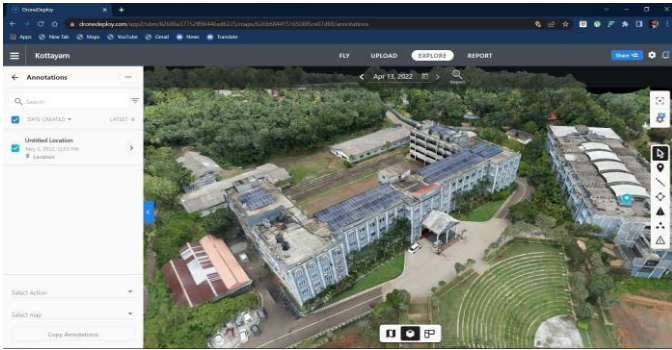 DroneDeploy
Apps
New Tab
Maps
YouTube
Gmail
News
Translate
Kottayam
FLY
UPLOAD
EXPLORE
REPORT
Share
Annotations
Apr 13, 2022
Inspect
Search
DATE CREATED
LATEST
Untitled Location
May 4, 2022, 12:03 PM
Location
Select Action
Select map
Copy Annotations